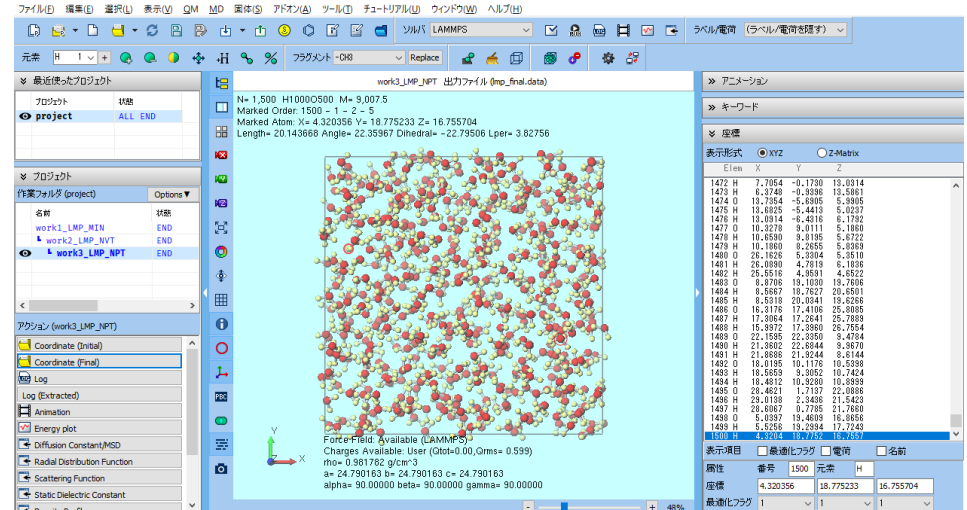 ファイル(F) 編集(E) 選択(L) 表示(V) QM MD 固体(S) アドオン(A) ツール(T) チュートリアル(U) ウィンドウ(W) ヘルプ(H)
ソルバ LAMMPS ラベル/電荷 (ラベル/電荷を隠す)
元素 H 1 + フラグメント -CH3 Replace
最近使ったプロジェクト
プロジェクト 状態
project ALL END
プロジェクト
作業フォルダ (project) Options▼
名前 状態
work1_LMP_MIN END
work2_LMP_NVT END
work3_LMP_NPT END
アクション (work3_LMP_NPT)
Coordinate (Initial)
Coordinate (Final)
Log
Log (Extracted)
Animation
Energy plot
Diffusion Constant/MSD
Radial Distribution Function
Scattering Function
Static Dielectric Constant
work3_LMP_NPT 出力ファイル (lmp_final.data)
N= 1,500 H1000O500 M= 9,007.5
Marked Order: 1500 - 1 - 2 - 5
Marked Atom: X= 4.320356 Y= 18.775233 Z= 16.755704
Length= 20.143668 Angle= 22.35967 Dihedral= -22.79506 Lper= 3.82756
Y
X
Z
PBC
Force Field: Available (LAMMPS)
Charges Available: User (Qtot=0.00,Qrms= 0.599)
rho= 0.981782 g/cm^3
a= 24.790163 b= 24.790163 c= 24.790163
alpha= 90.00000 beta= 90.00000 gamma= 90.00000
- + 48%
アニメーション
キーワード
座標
表示形式 XYZ Z-Matrix
Elem X Y Z
1472 H 7.7054 -0.1730 13.0314
1473 H 6.3748 -0.9396 13.5861
1474 O 13.7354 -5.6905 5.9905
1475 H 13.6825 -5.4413 5.0237
1476 H 13.0914 -6.4316 6.1792
1477 O 10.3278 9.0111 5.1860
1478 H 10.6590 9.8195 5.6722
1479 H 10.1860 8.2655 5.8369
1480 O 26.1626 5.3304 5.3510
1481 H 26.0890 4.7819 6.1836
1482 H 25.5516 4.9591 4.6522
1483 O 8.8706 19.1030 19.7606
1484 H 8.5667 18.7627 20.6501
1485 H 8.5318 20.0341 19.6266
1486 O 16.3176 17.4106 25.8085
1487 H 17.3064 17.2641 25.7889
1488 H 15.9972 17.3960 26.7554
1489 O 22.1595 22.3350 9.4784
1490 H 21.3602 22.6844 9.9670
1491 H 21.8686 21.9244 8.6144
1492 O 18.0195 10.1176 10.5398
1493 H 18.5659 9.3052 10.7424
1494 H 18.4812 10.9280 10.8999
1495 O 28.4621 1.7137 22.0886
1496 H 29.0138 2.3436 21.5423
1497 H 28.6067 0.7785 21.7660
1498 O 5.0397 19.4609 16.8656
1499 H 5.5256 19.2994 17.7243
1500 H 4.3204 18.7752 16.7557
表示項目 最適化フラグ 電荷 名前
属性 番号 1500 元素 H
座標 4.320356 18.775233 16.755704
最適化フラグ 1 1 1